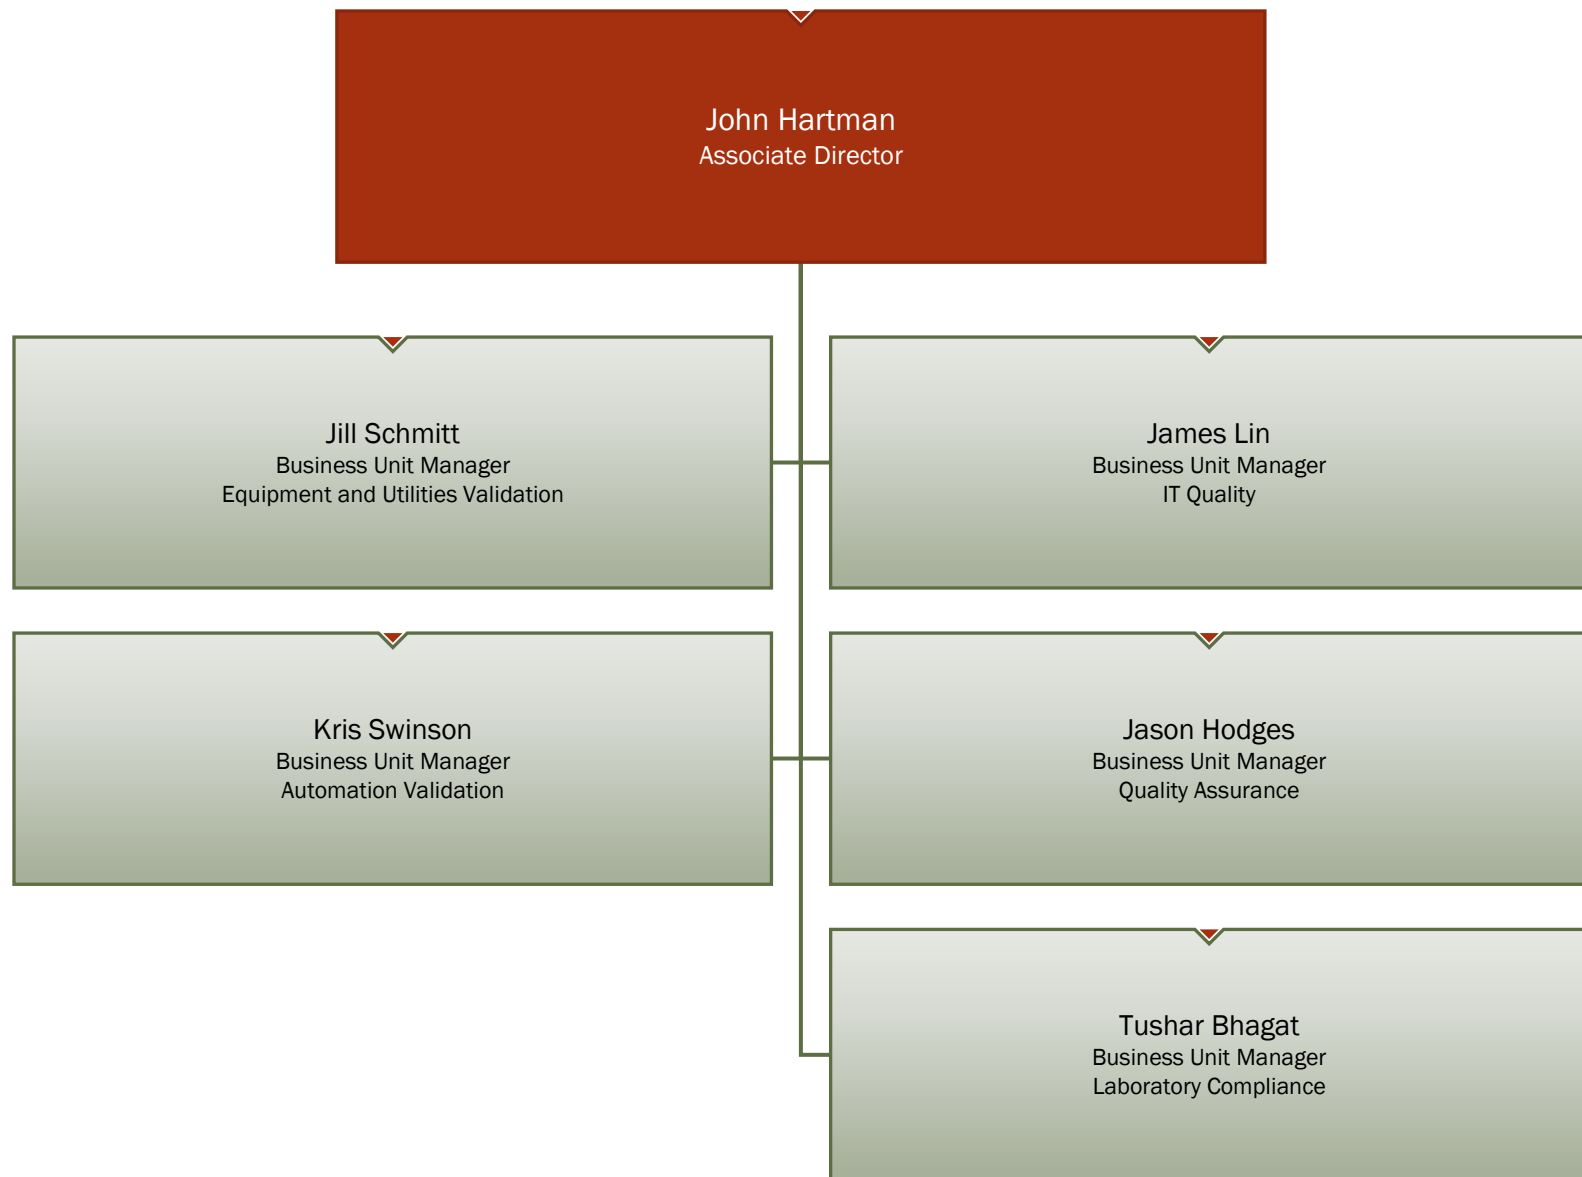 John Hartman
Associate Director
Jill Schmitt
Business Unit Manager
Equipment and Utilities Validation
James Lin
Business Unit Manager
IT Quality
Kris Swinson
Business Unit Manager
Automation Validation
Jason Hodges
Business Unit Manager
Quality Assurance
Tushar Bhagat
Business Unit Manager
Laboratory Compliance